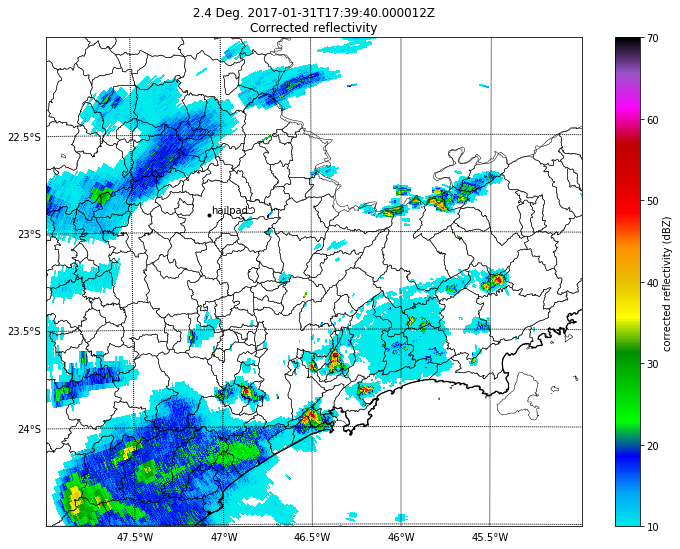 2.4 Deg. 2017-01-31T17:39:40.000012Z
Corrected reflectivity
22.5°S
23°S
23.5°S
24°S
47.5°W
47°W
46.5°W
46°W
45.5°W
hailpad
70
60
50
40
30
20
10
corrected reflectivity (dBZ)